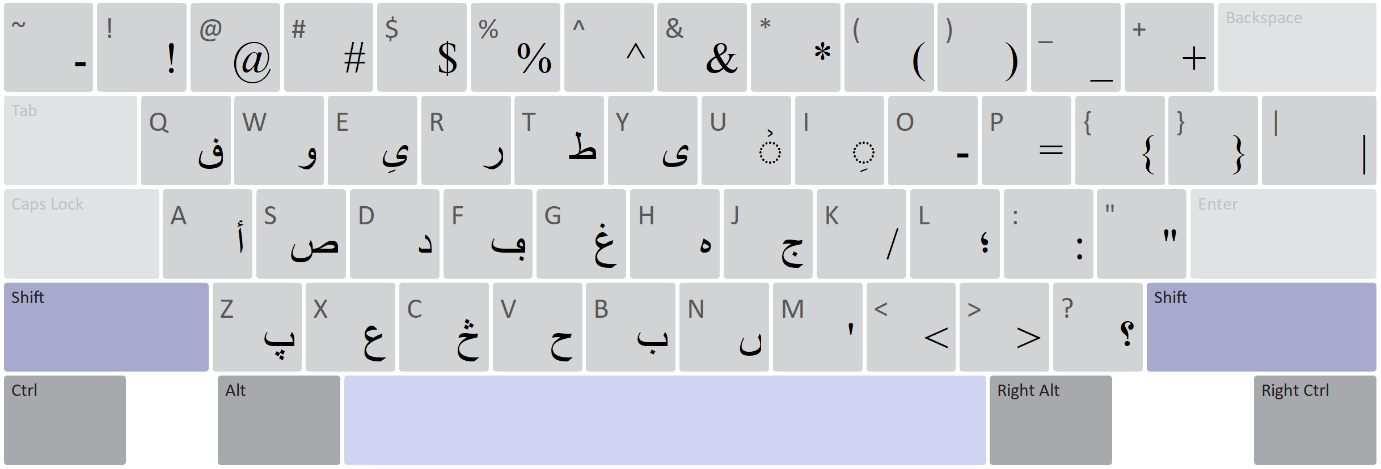 ~ - ! ! @ @ # # $ $ % % ^ ^ & & * * ( ( ) ) _ _ + + Backspace
Tab Q ف W و E يِ R ر T ط Y ى U ◌ٛ I ◌ِ O - P = { { } } | |
Caps Lock A أ S ص D د F ڢ G غ H ه J ج K / L ؛ : : " " Enter
Shift Z پ X ع C څ V ح B ب N ں M ' < < > > ? ؟ Shift
Ctrl Alt Right Alt Right Ctrl